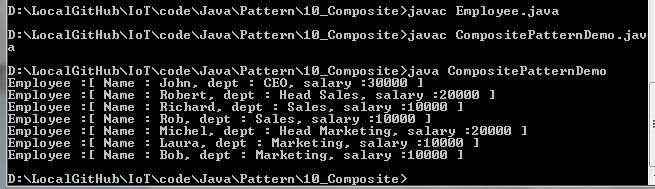 D:\LocalGitHub\IoT\code\Java\Pattern\10_Composite>javac Employee.java
D:\LocalGitHub\IoT\code\Java\Pattern\10_Composite>javac CompositePatternDemo.jav
a
D:\LocalGitHub\IoT\code\Java\Pattern\10_Composite>java CompositePatternDemo
Employee :[ Name : John, dept : CEO, salary :30000 ]
Employee :[ Name : Robert, dept : Head Sales, salary :20000 ]
Employee :[ Name : Richard, dept : Sales, salary :10000 ]
Employee :[ Name : Rob, dept : Sales, salary :10000 ]
Employee :[ Name : Michel, dept : Head Marketing, salary :20000 ]
Employee :[ Name : Laura, dept : Marketing, salary :10000 ]
Employee :[ Name : Bob, dept : Marketing, salary :10000 ]
D:\LocalGitHub\IoT\code\Java\Pattern\10_Composite>